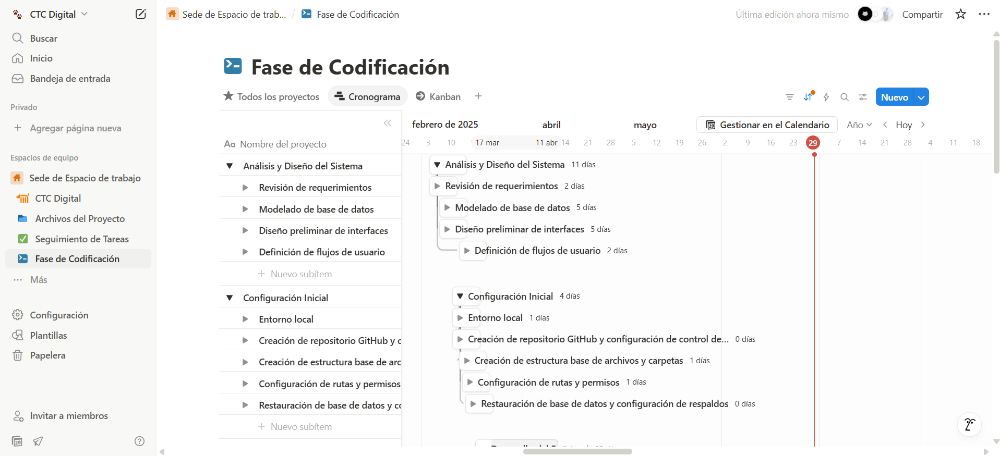 CTC Digital
Buscar
Inicio
Bandeja de entrada
Privado
Agregar página nueva
Espacios de equipo
Sede de Espacio de trabajo
CTC Digital
Archivos del Proyecto
Seguimiento de Tareas
Fase de Codificación
Más
Configuración
Plantillas
Papelera
Invitar a miembros
29
Sede de Espacio de trab... / Fase de Codificación
Última edición ahora mismo
D
Compartir
Fase de Codificación
Todos los proyectos
Cronograma
Kanban
Nuevo
febrero de 2025 abril mayo
29 Gestionar en el Calendario
Año
Hoy
Aa Nombre del proyecto
24 3 10 17 mar 11 abr 14 21 28 5 12 19 26 2 9 16 23 29 7 14 21 28 4 11 18
Análisis y Diseño del Sistema
Revisión de requerimientos
Modelado de base de datos
Diseño preliminar de interfaces
Definición de flujos de usuario
Nuevo subítem
Configuración Inicial
Entorno local
Creación de repositorio GitHub y c
Creación de estructura base de arc
Configuración de rutas y permisos
Restauración de base de datos y co
Nuevo subítem
Análisis y Diseño del Sistema 11 días
Revisión de requerimientos 2 días
Modelado de base de datos 5 días
Diseño preliminar de interfaces 5 días
Definición de flujos de usuario 2 días
Configuración Inicial 4 días
Entorno local 1 días
Creación de repositorio GitHub y configuración de control de... 0 días
Creación de estructura base de archivos y carpetas 1 días
Configuración de rutas y permisos 1 días
Restauración de base de datos y configuración de respaldos 0 días